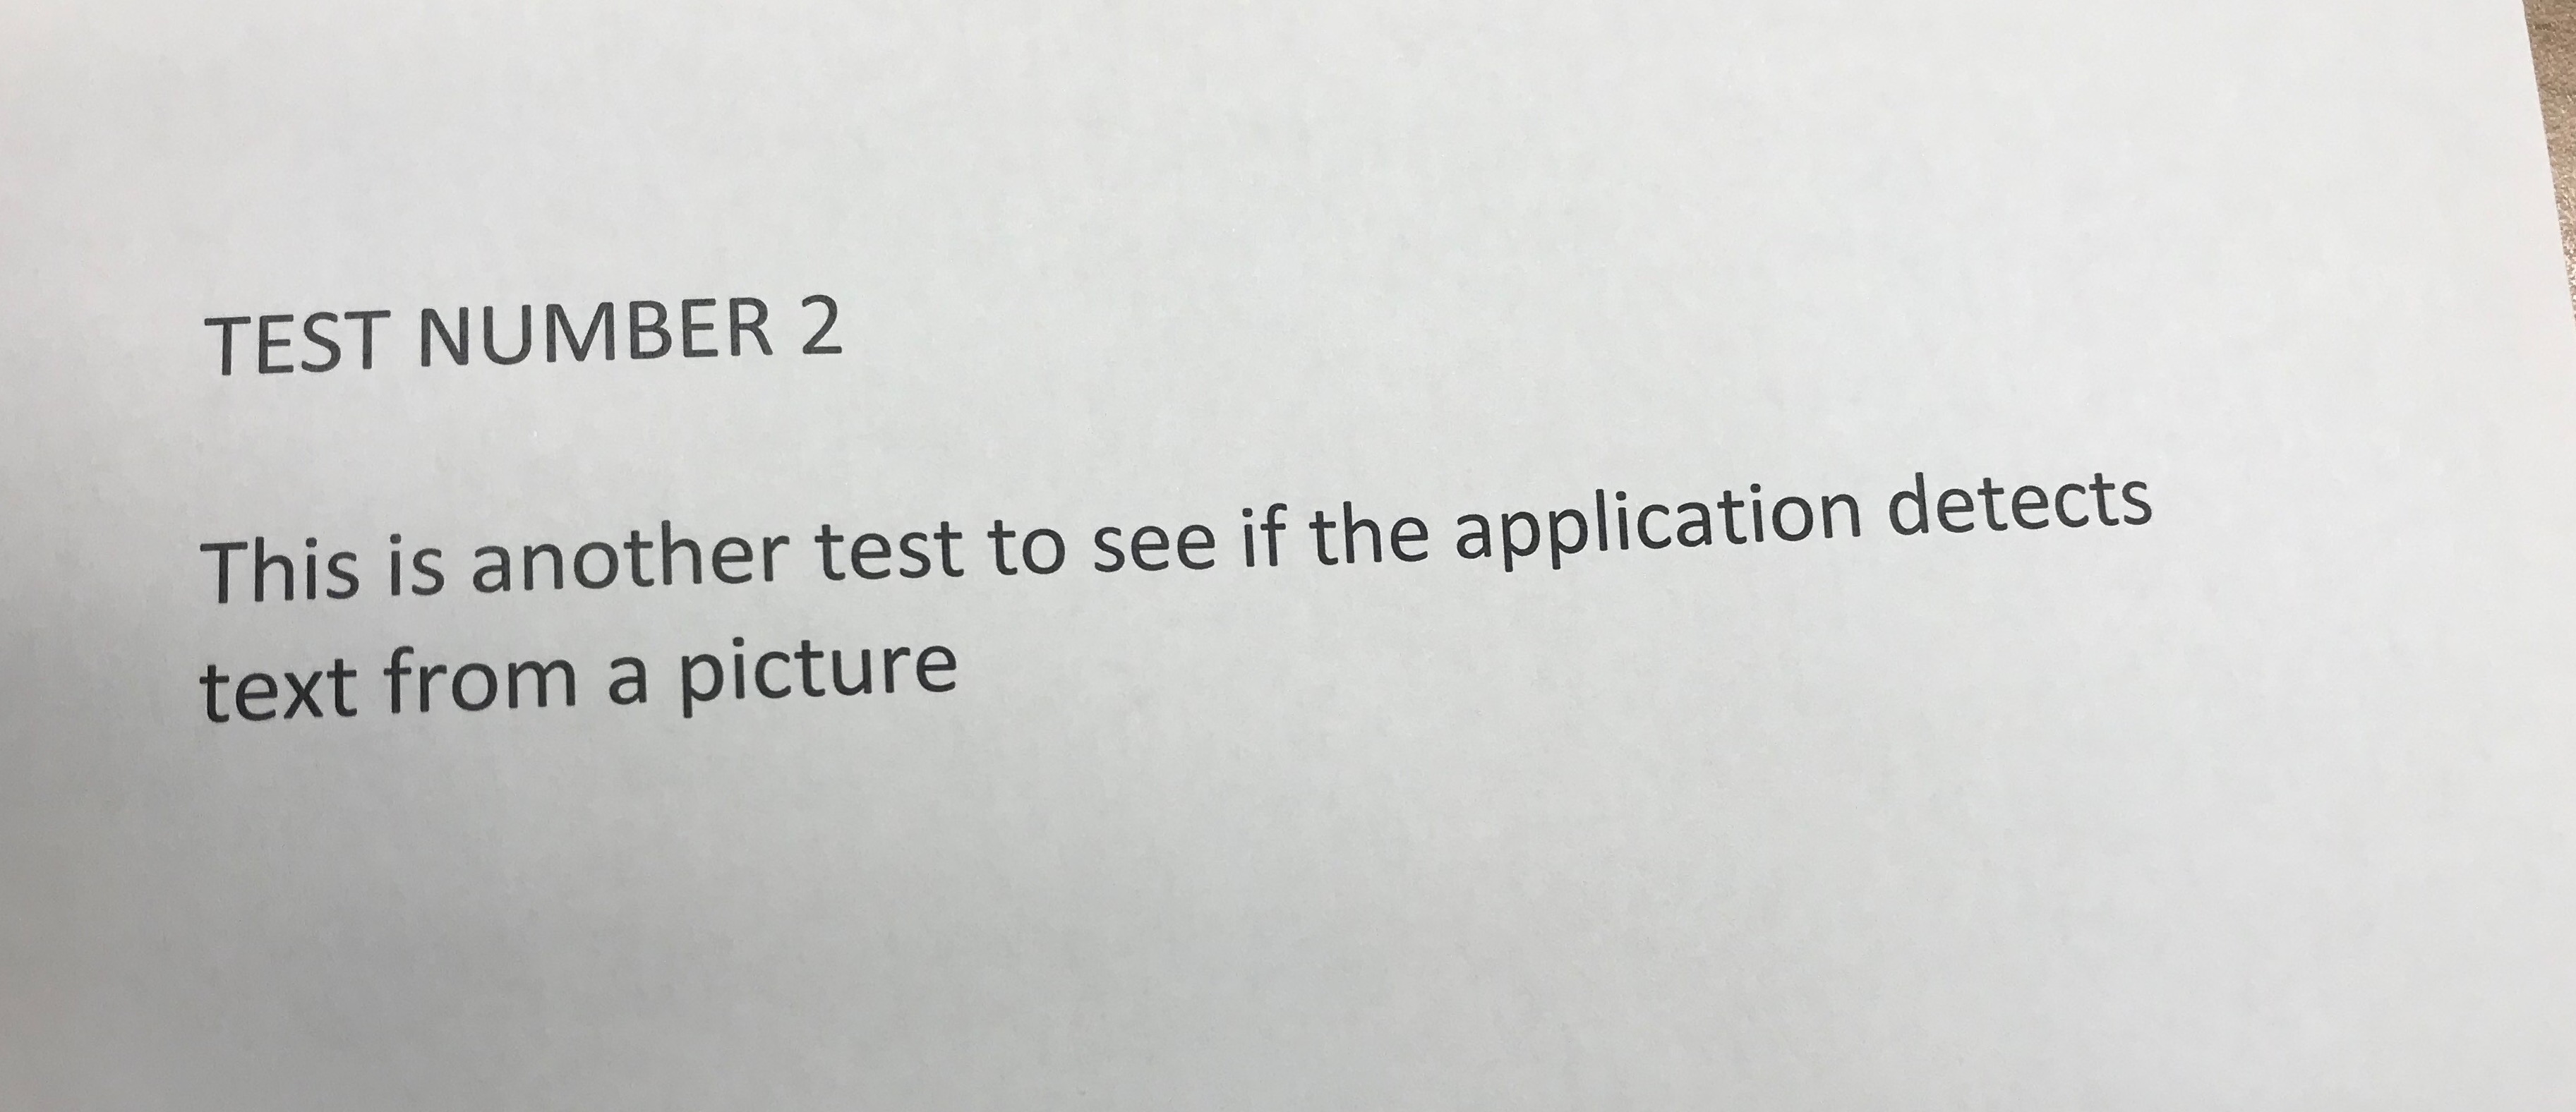 TEST NUMBER 2
This is another test to see if the application detects
text from a picture